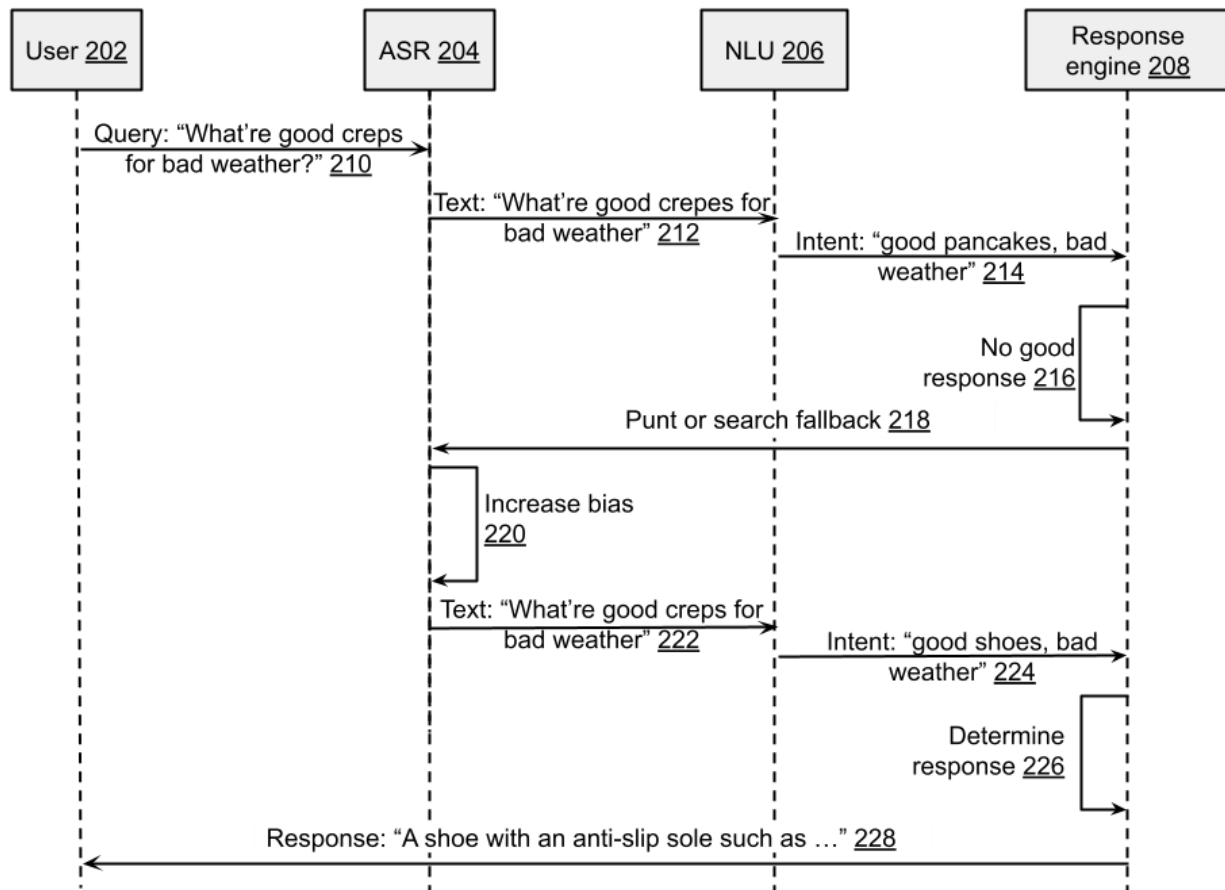 User 202
ASR 204
NLU 206
Response
engine 208
Query: “What’re good creps
for bad weather?” 210
Text: “What’re good crepes for
bad weather” 212
Intent: “good pancakes, bad
weather” 214
No good
response 216
Punt or search fallback 218
Increase bias
220
Text: “What’re good creps for
bad weather” 222
Intent: “good shoes, bad
weather” 224
Determine
response 226
Response: “A shoe with an anti-slip sole such as …” 228